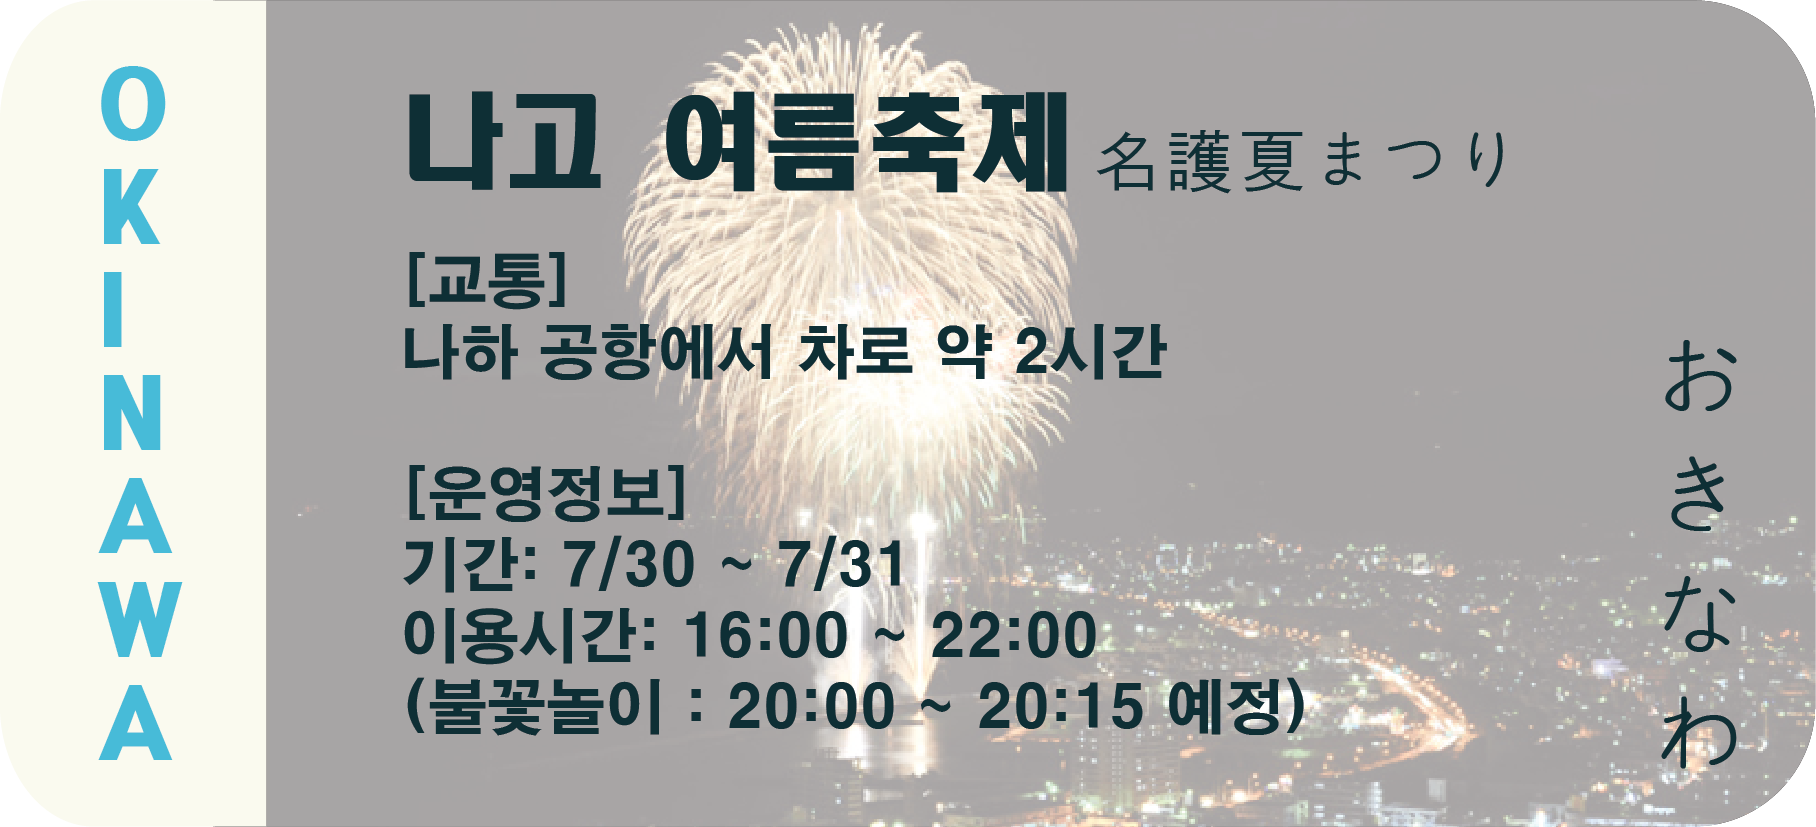 OKINAWA
나고 여름축제 名護夏まつり
[교통]
나하 공항에서 차로 약 2시간
[운영정보]
기간: 7/30 ~ 7/31
이용시간: 16:00 ~ 22:00
(불꽃놀이 : 20:00 ~ 20:15 예정)
おきなわ